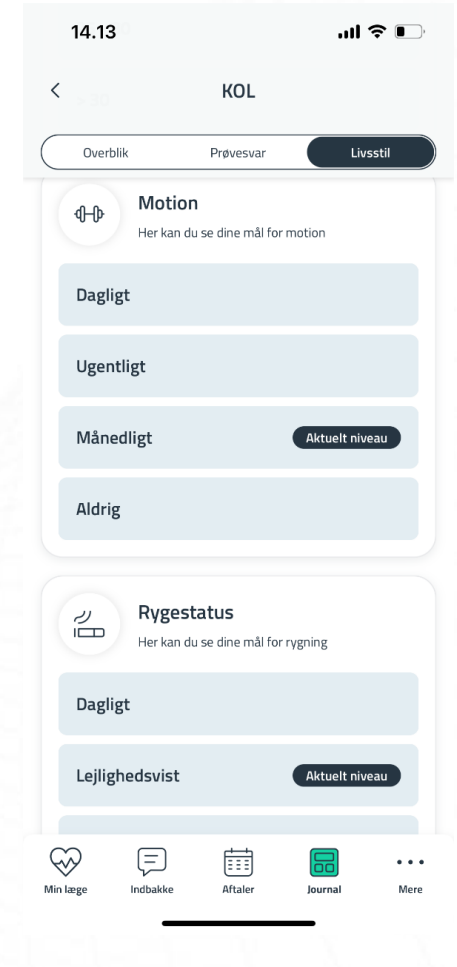 14.13
KOL
Overblik Prøvesvar Livsstil
Motion
Her kan du se dine mål for motion
Dagligt
Ugentligt
Månedligt Aktuelt niveau
Aldrig
Rygestatus
Her kan du se dine mål for rygning
Dagligt
Lejlighedsvist Aktuelt niveau
Min læge Indbakke Aftaler Journal Mere